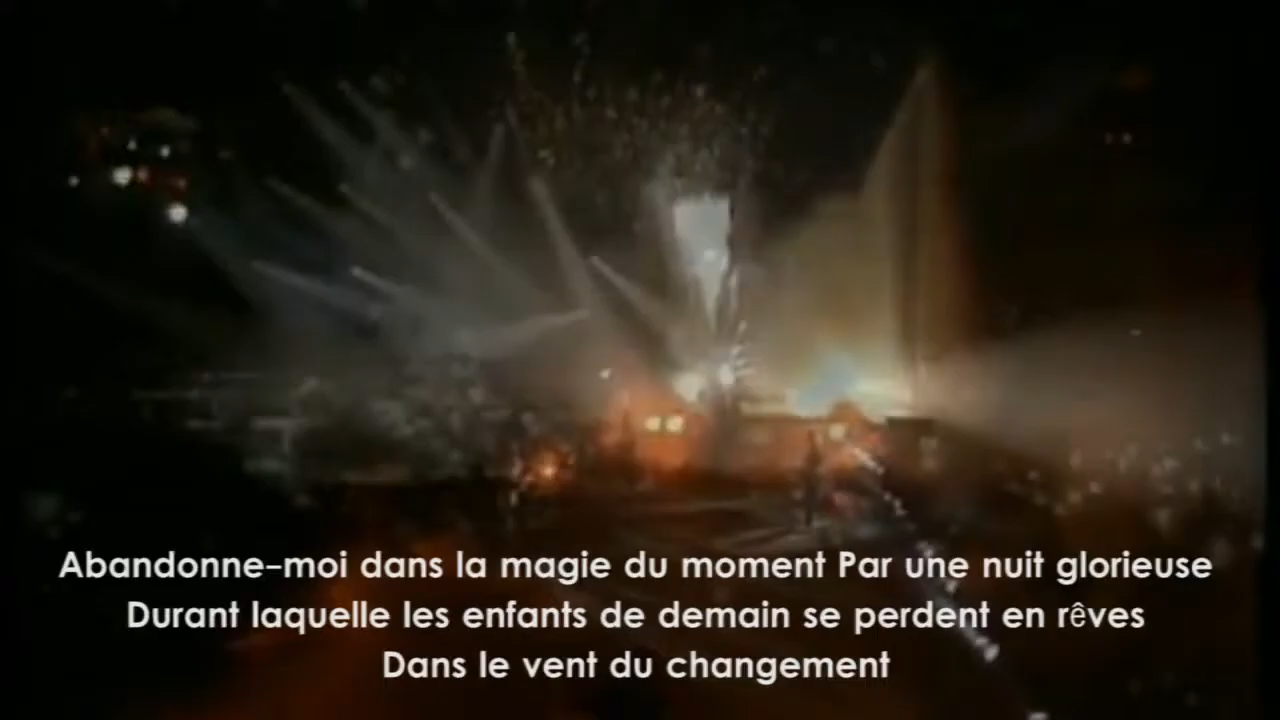 Abandonne-moi dans la magie du moment Par une nuit glorieuse
Durant laquelle les enfants de demain se perdent en rêves
Dans le vent du changement